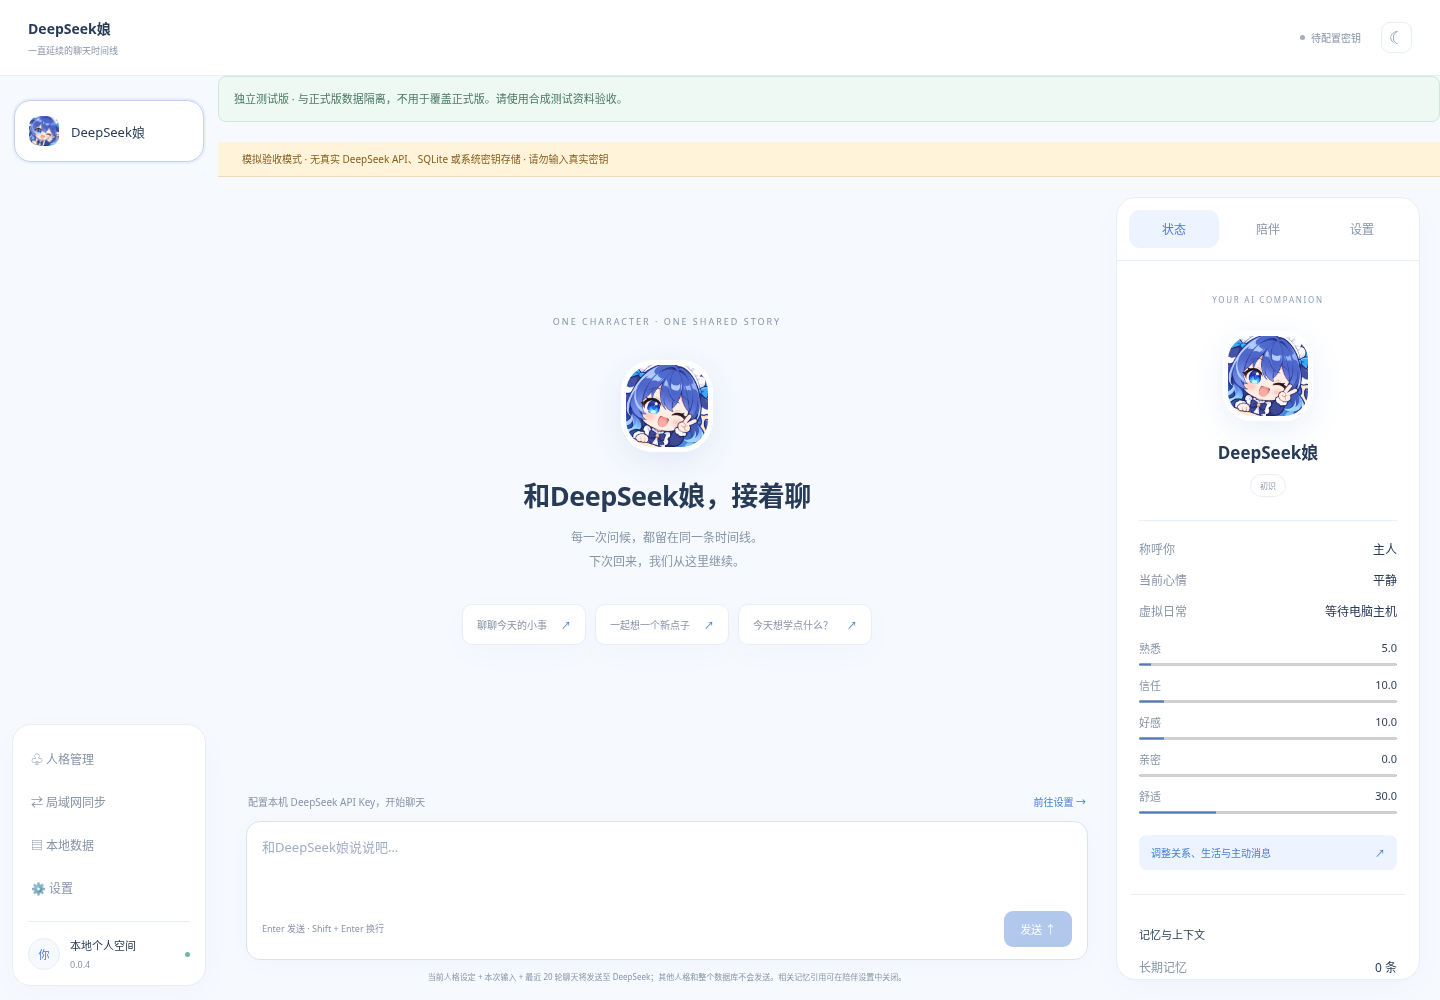 DeepSeek娘
一直延续的聊天时间线
待配置密钥
独立测试版 · 与正式版数据隔离，不用于覆盖正式版。请使用合成测试资料验收。
DeepSeek娘
模拟验收模式 · 无真实 DeepSeek API、SQLite 或系统密钥存储 · 请勿输入真实密钥
状态
陪伴
设置
YOUR AI COMPANION
DeepSeek娘
初识
称呼你
主人
当前心情
平静
虚拟日常
等待电脑主机
熟悉
5.0
信任
10.0
好感
10.0
亲密
0.0
舒适
30.0
调整关系、生活与主动消息 ↗
记忆与上下文
长期记忆
0 条
ONE CHARACTER · ONE SHARED STORY
和DeepSeek娘，接着聊
每一次问候，都留在同一条时间线。
下次回来，我们从这里继续。
聊聊今天的小事 ↗
一起想一个新点子 ↗
今天想学点什么？ ↗
人格管理
局域网同步
本地数据
设置
你
本地个人空间
0.0.4
配置本机 DeepSeek API Key，开始聊天
前往设置 →
和DeepSeek娘说说吧...
Enter 发送 · Shift + Enter 换行
发送 ↑
当前人格设定 + 本次输入 + 最近 20 轮聊天将发送至 DeepSeek；其他人格和整个数据库不会发送。相关记忆引用可在陪伴设置中关闭。